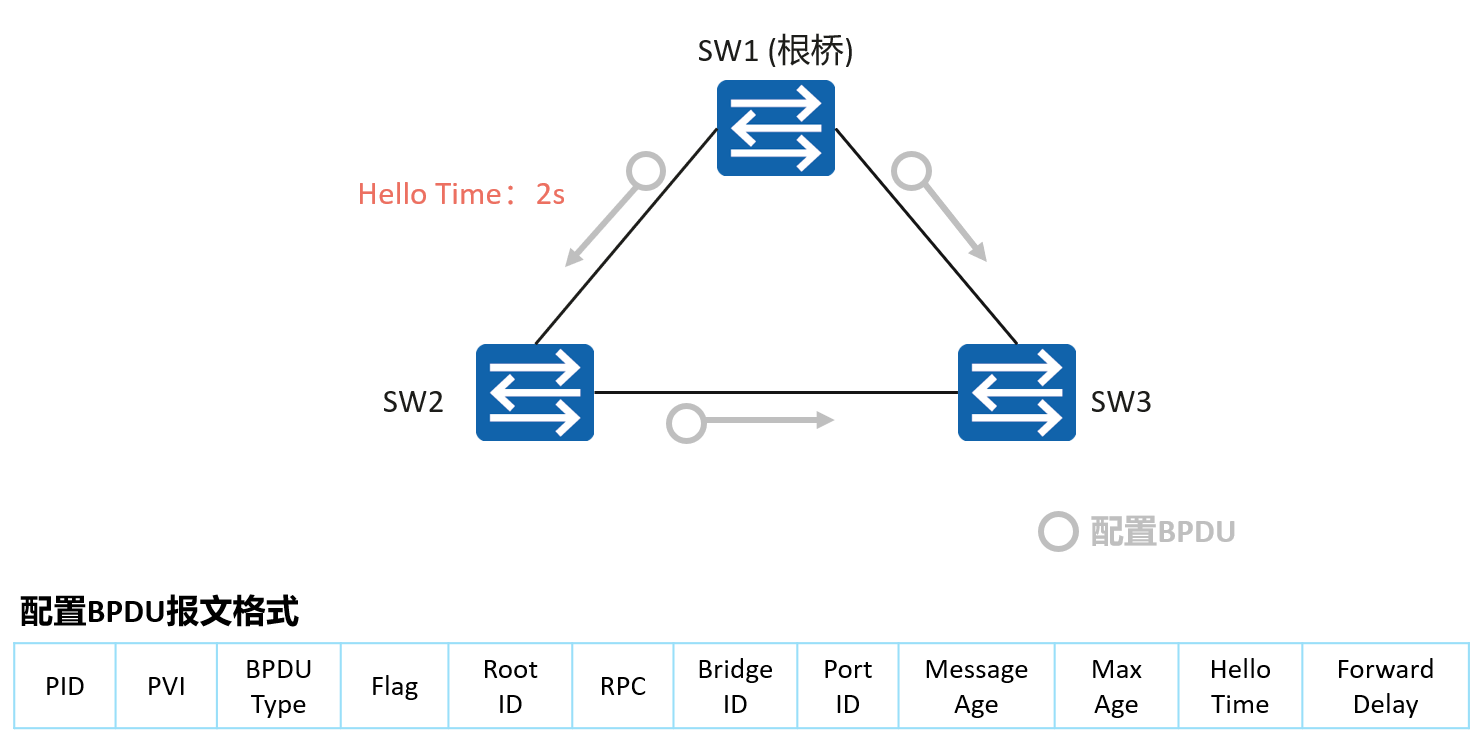 SW1 (根桥)
Hello Time：2s
SW2
SW3
配置BPDU
配置BPDU报文格式
PID
PVI
BPDU
Type
Flag
Root
ID
RPC
Bridge
ID
Port
ID
Message
Age
Max
Age
Hello
Time
Forward
Delay